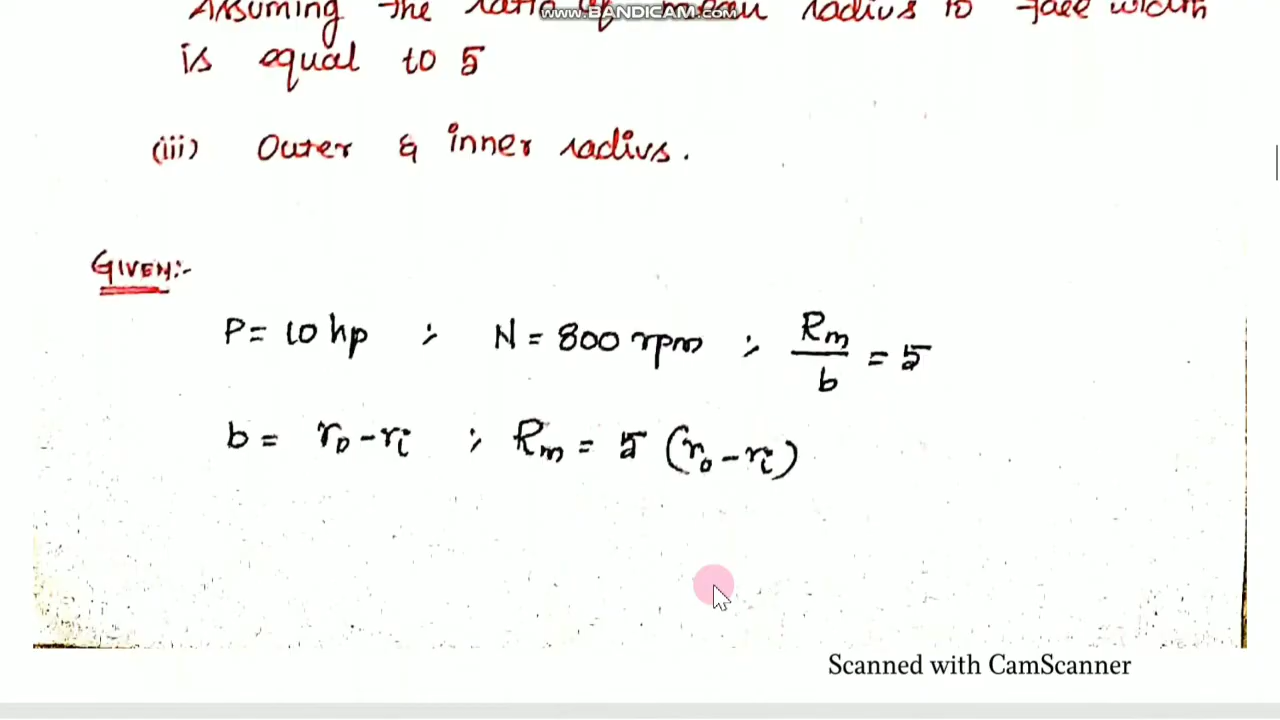 Assuming the ratio of mean radius to face width
www.BANDICAM.com
is equal to 5
(iii) Outer & inner radius.
GIVEN:-
P= 10 hp ; N = 800 rpm ; Rm/b = 5
b = ro - ri ; Rm = 5 (ro - ri)
Scanned with CamScanner